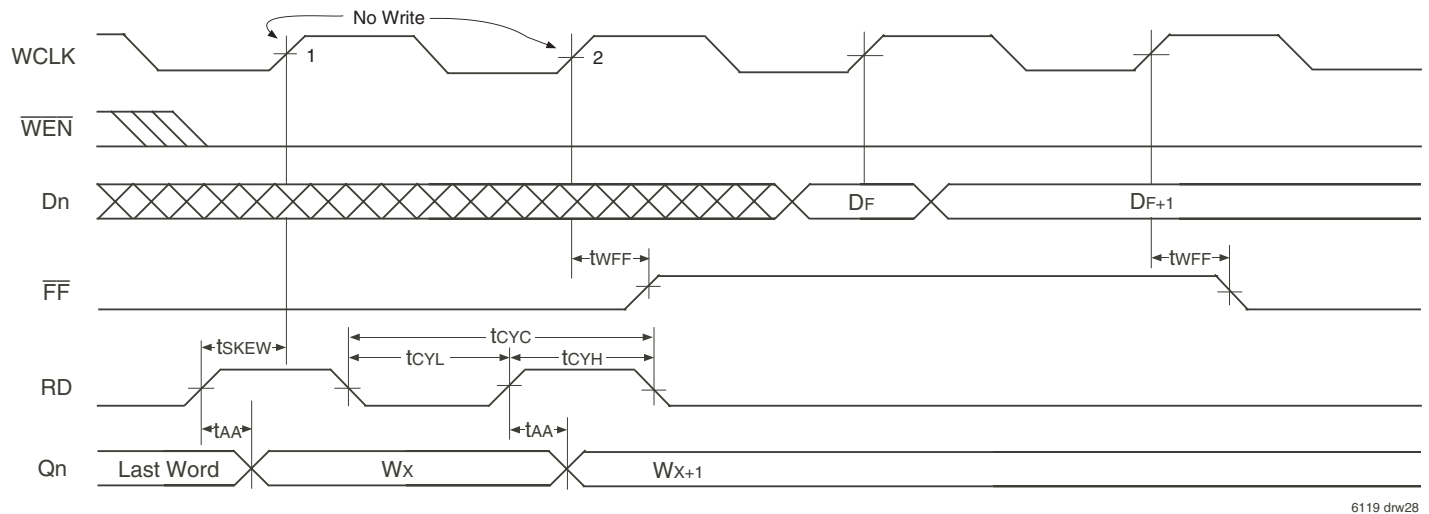 No Write
WCLK 1 2
WEN
Dn DF DF+1
tWFF tWFF
FF
tCYC
tSKEW tCYL tCYH
RD
tAA tAA
Qn Last Word WX WX+1
6119 drw28